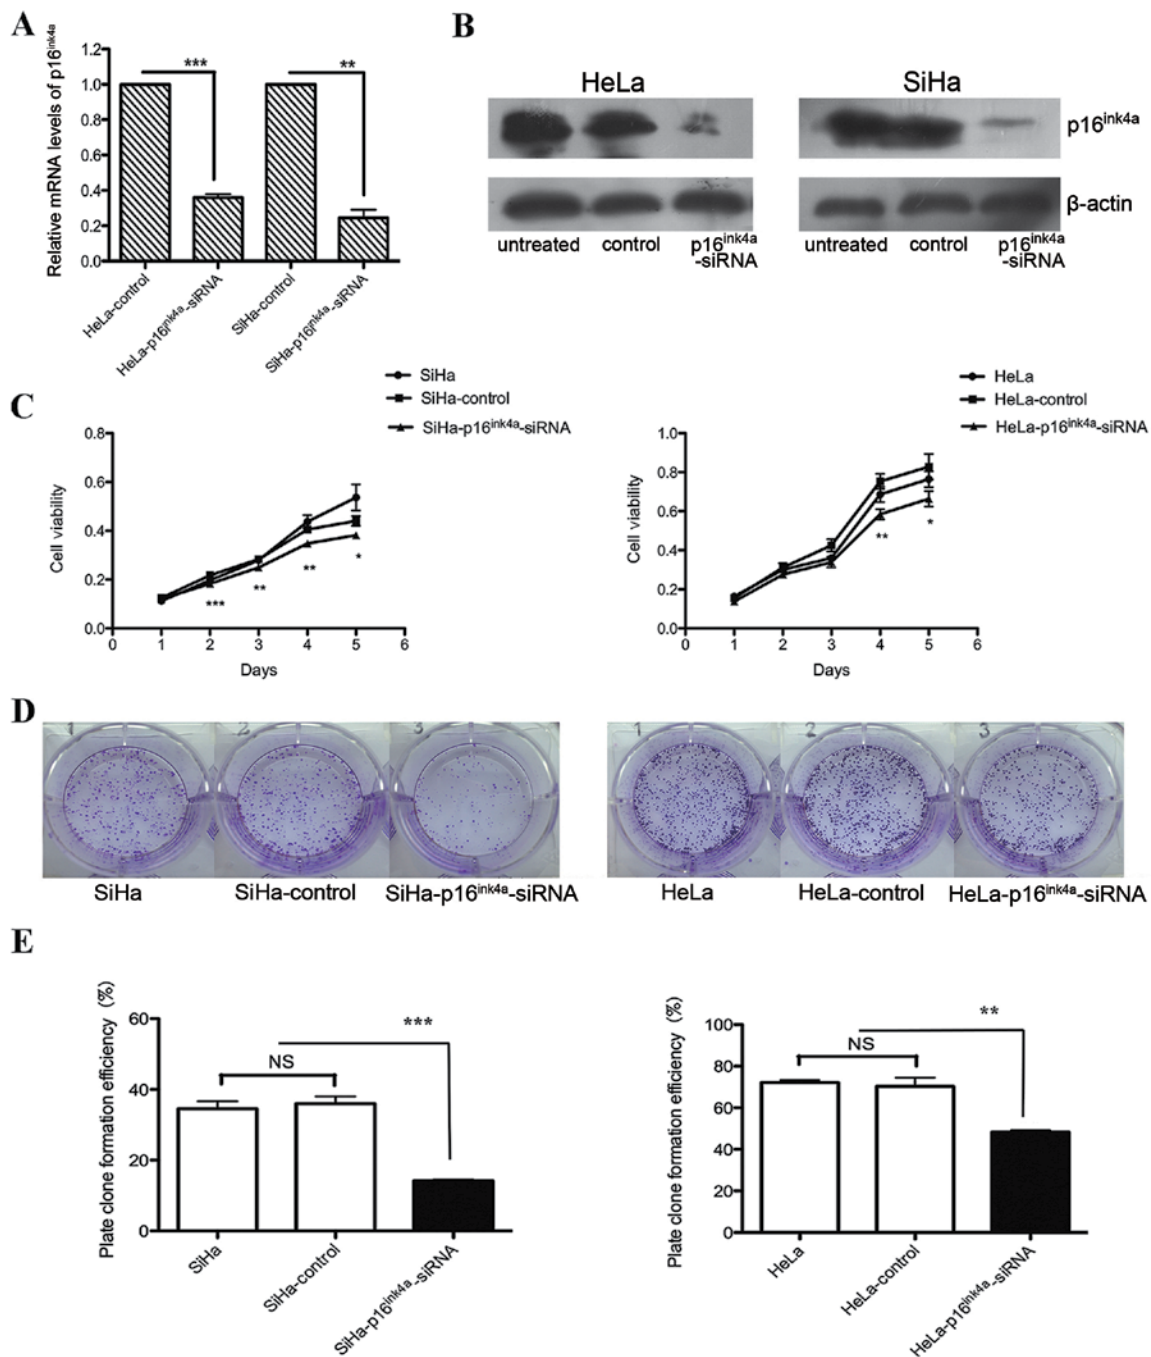 A
Relative mRNA levels of p16ink4a
1.2
1.0
0.8
0.6
0.4
0.2
0.0
***
**
HeLa-control
HeLa-p16ink4a-siRNA
SiHa-control
SiHa-p16ink4a-siRNA
B
HeLa
SiHa
p16ink4a
β-actin
untreated
control
p16ink4a
-siRNA
untreated
control
p16ink4a
-siRNA
C
SiHa
SiHa-control
SiHa-p16ink4a-siRNA
Cell viability
0.8
0.6
0.4
0.2
0.0
***
**
**
*
0 1 2 3 4 5 6
Days
HeLa
HeLa-control
HeLa-p16ink4a-siRNA
Cell viability
1.0
0.8
0.6
0.4
0.2
0.0
**
*
0 1 2 3 4 5 6
Days
D
1 2 3
SiHa SiHa-control SiHa-p16ink4a-siRNA
1 2 3
HeLa HeLa-control HeLa-p16ink4a-siRNA
E
Plate clone formation efficiency (%)
60
40
20
0
***
NS
SiHa
SiHa-control
SiHa-p16ink4a-siRNA
Plate clone formation efficiency (%)
100
80
60
40
20
0
**
NS
HeLa
HeLa-control
HeLa-p16ink4a-siRNA